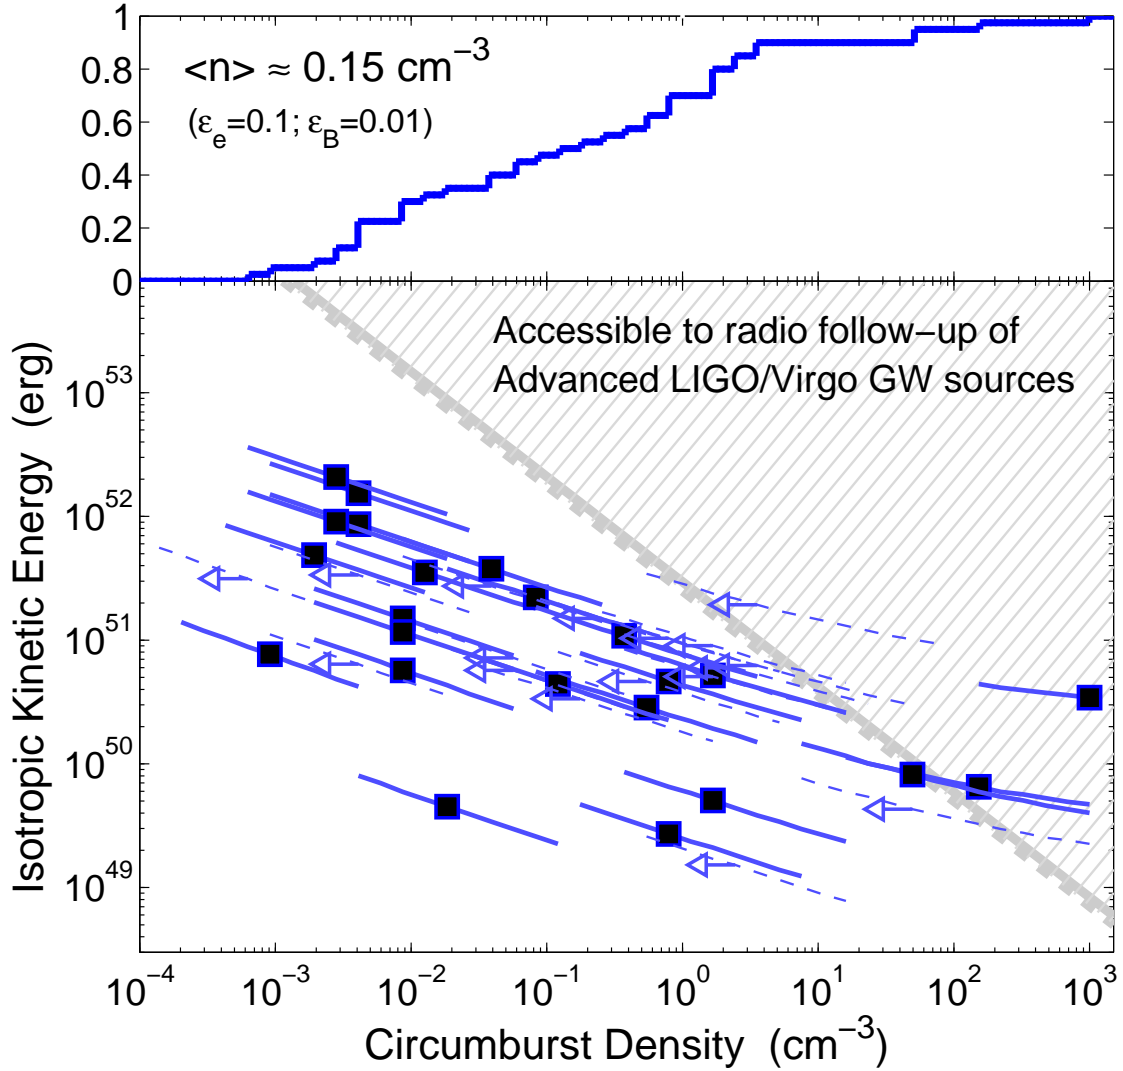 1
0.8
0.6
0.4
0.2
0
<n> ≈ 0.15 cm⁻³
(εₑ=0.1; ε_B=0.01)
Accessible to radio follow−up of
Advanced LIGO/Virgo GW sources
10⁵³
10⁵²
10⁵¹
10⁵⁰
10⁴⁹
Isotropic Kinetic Energy (erg)
10⁻⁴ 10⁻³ 10⁻² 10⁻¹ 10⁰ 10¹ 10² 10³
Circumburst Density (cm⁻³)